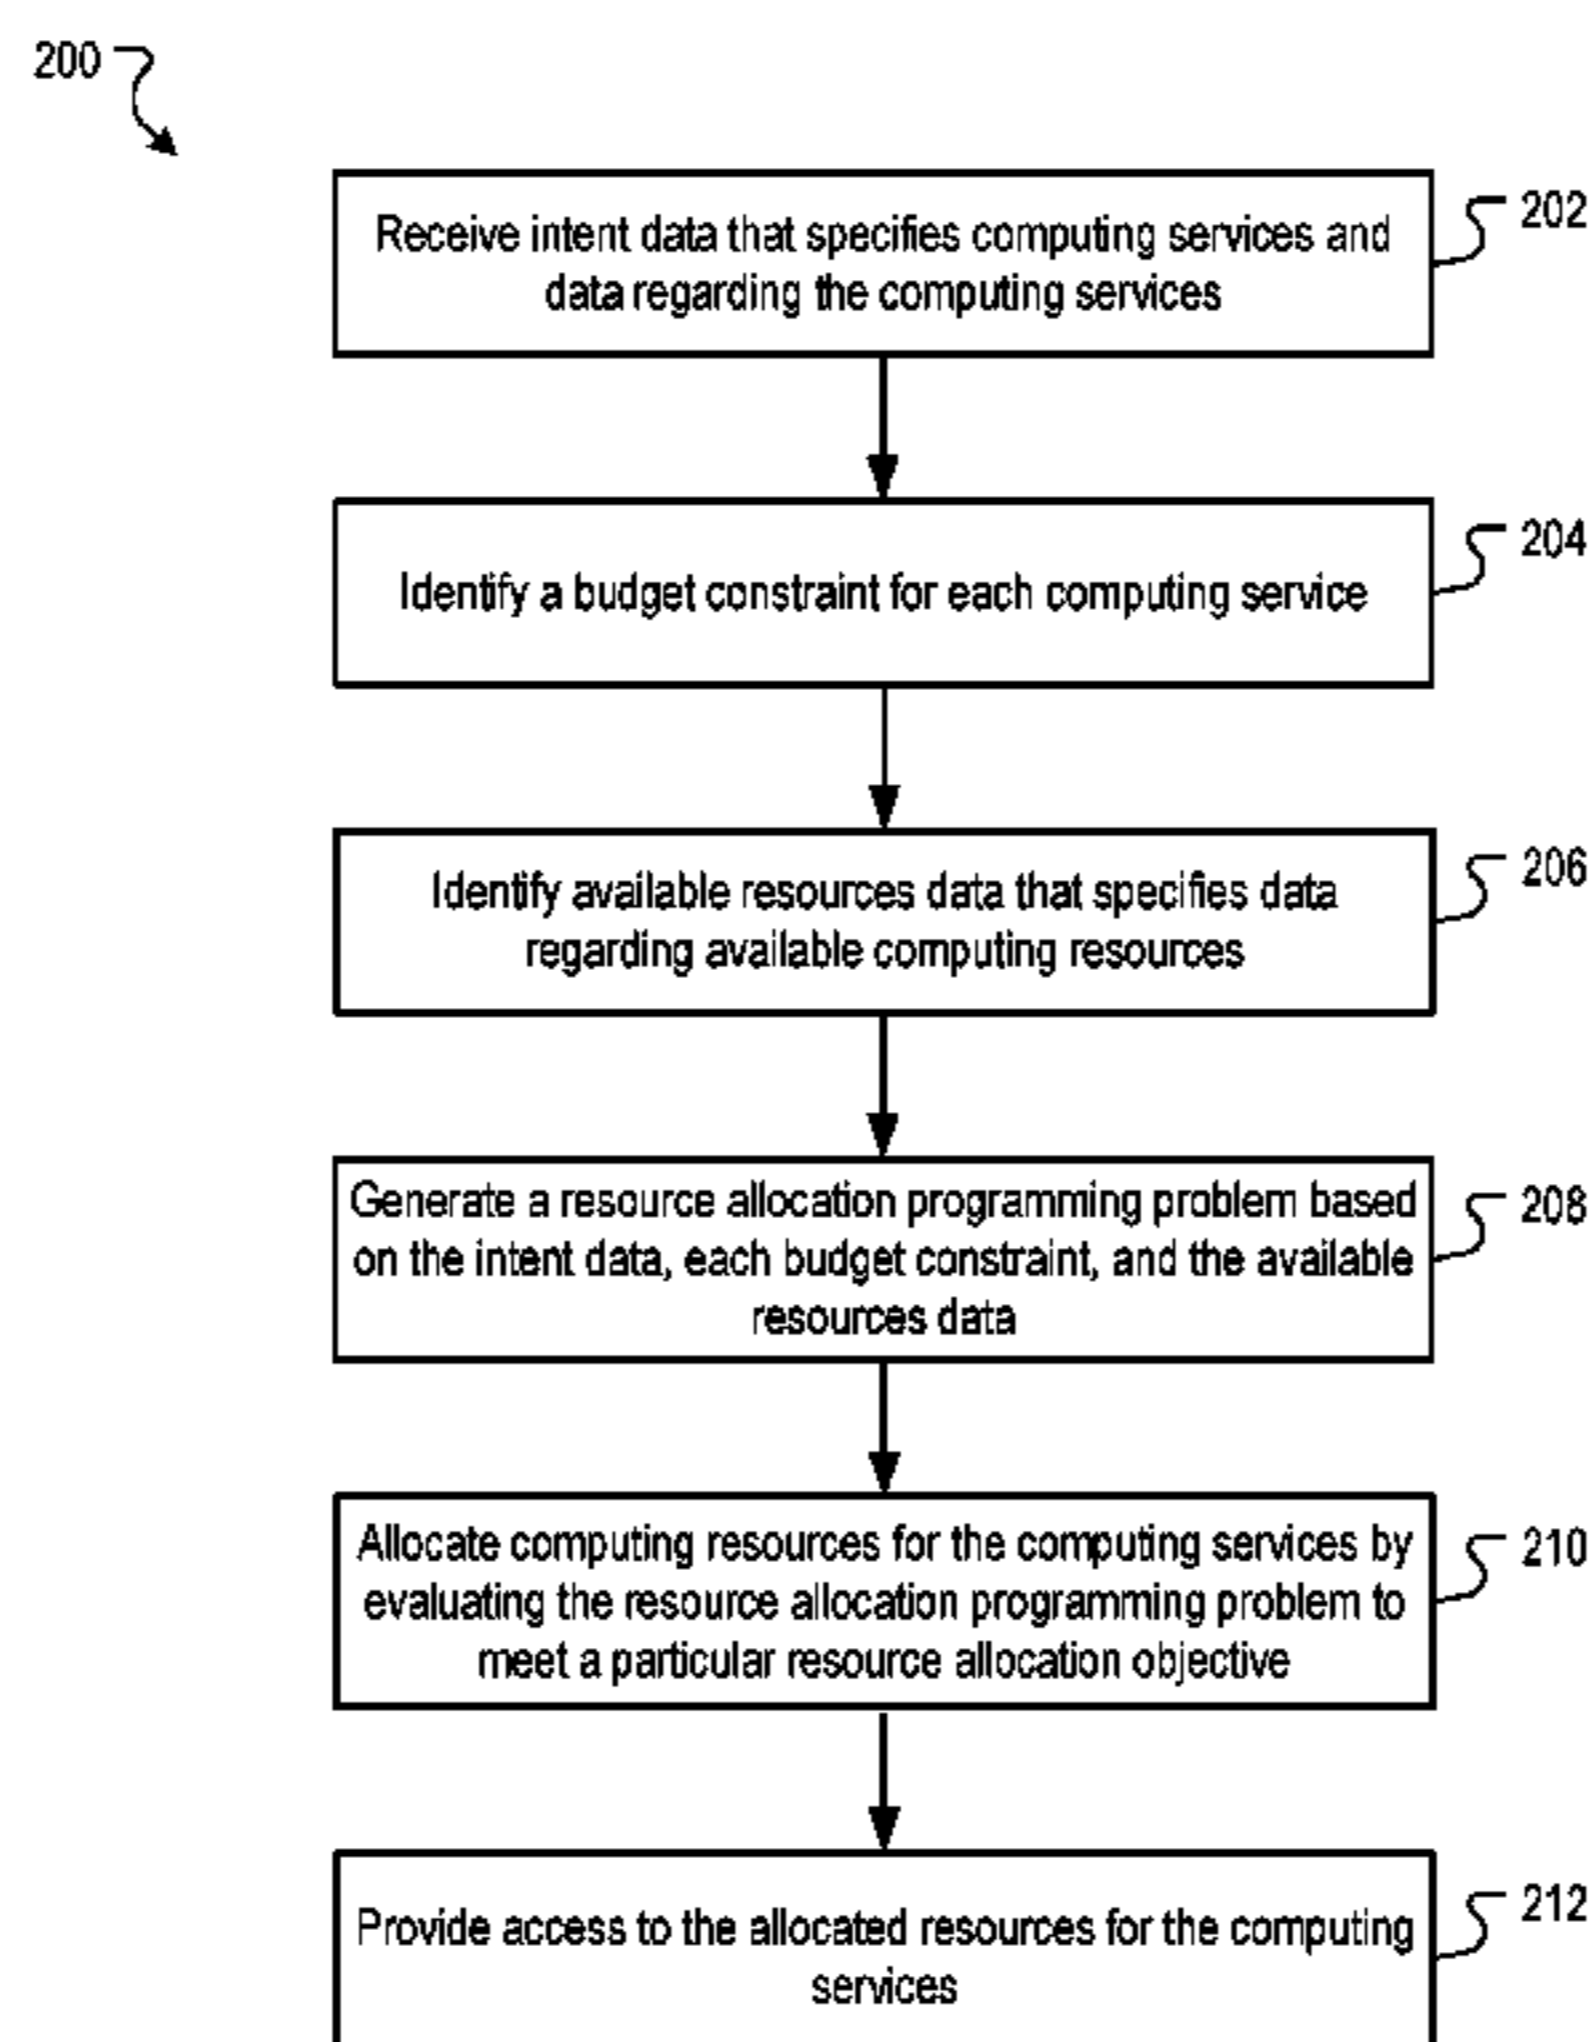 200
Receive intent data that specifies computing services and
data regarding the computing services
202
Identify a budget constraint for each computing service
204
Identify available resources data that specifies data
regarding available computing resources
206
Generate a resource allocation programming problem based
on the intent data, each budget constraint, and the available
resources data
208
Allocate computing resources for the computing services by
evaluating the resource allocation programming problem to
meet a particular resource allocation objective
210
Provide access to the allocated resources for the computing
services
212